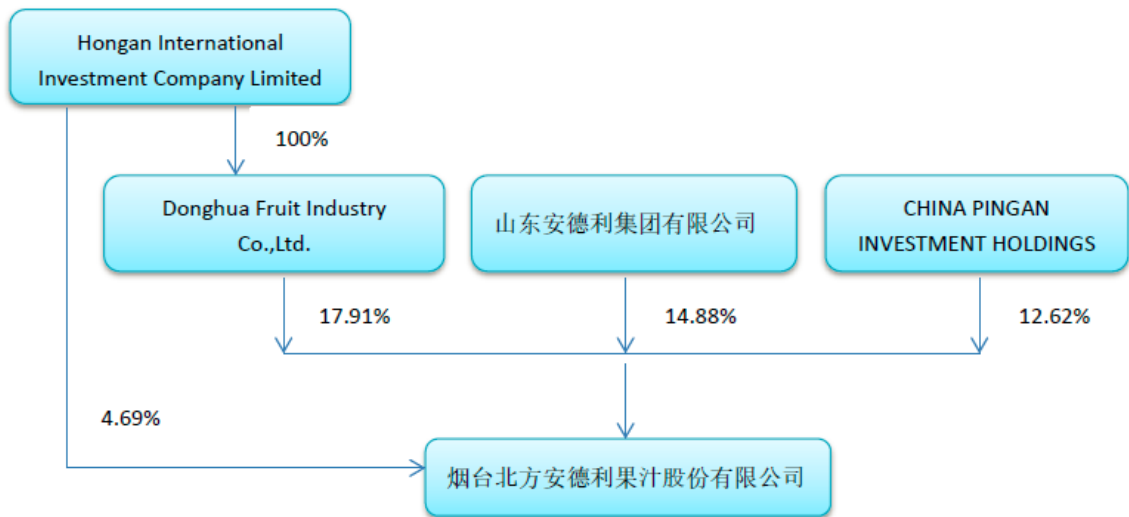 Hongan International
Investment Company Limited
100%
Donghua Fruit Industry
Co.,Ltd.
山东安德利集团有限公司
CHINA PINGAN
INVESTMENT HOLDINGS
17.91%
14.88%
12.62%
4.69%
烟台北方安德利果汁股份有限公司